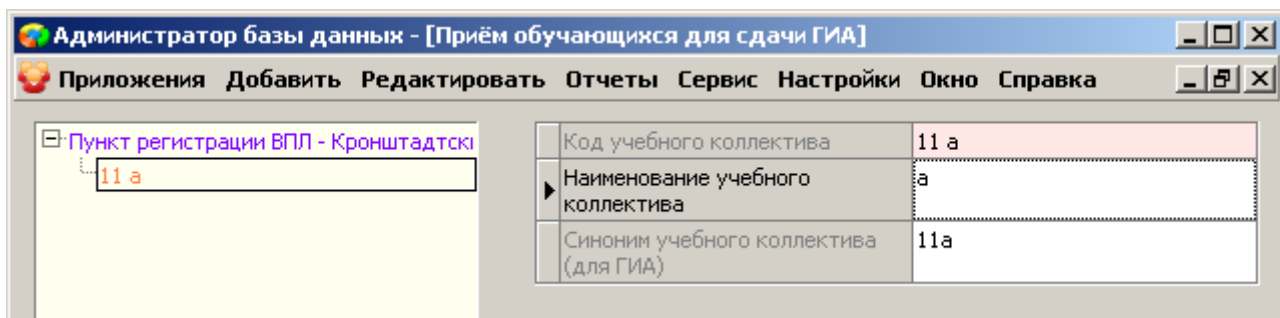 Администратор базы данных - [Приём обучающихся для сдачи ГИА]
Приложения Добавить Редактировать Отчеты Сервис Настройки Окно Справка
Пункт регистрации ВПЛ - Кронштадтски
11 а
Код учебного коллектива 11 а
Наименование учебного а
коллектива
Синоним учебного коллектива 11а
(для ГИА)